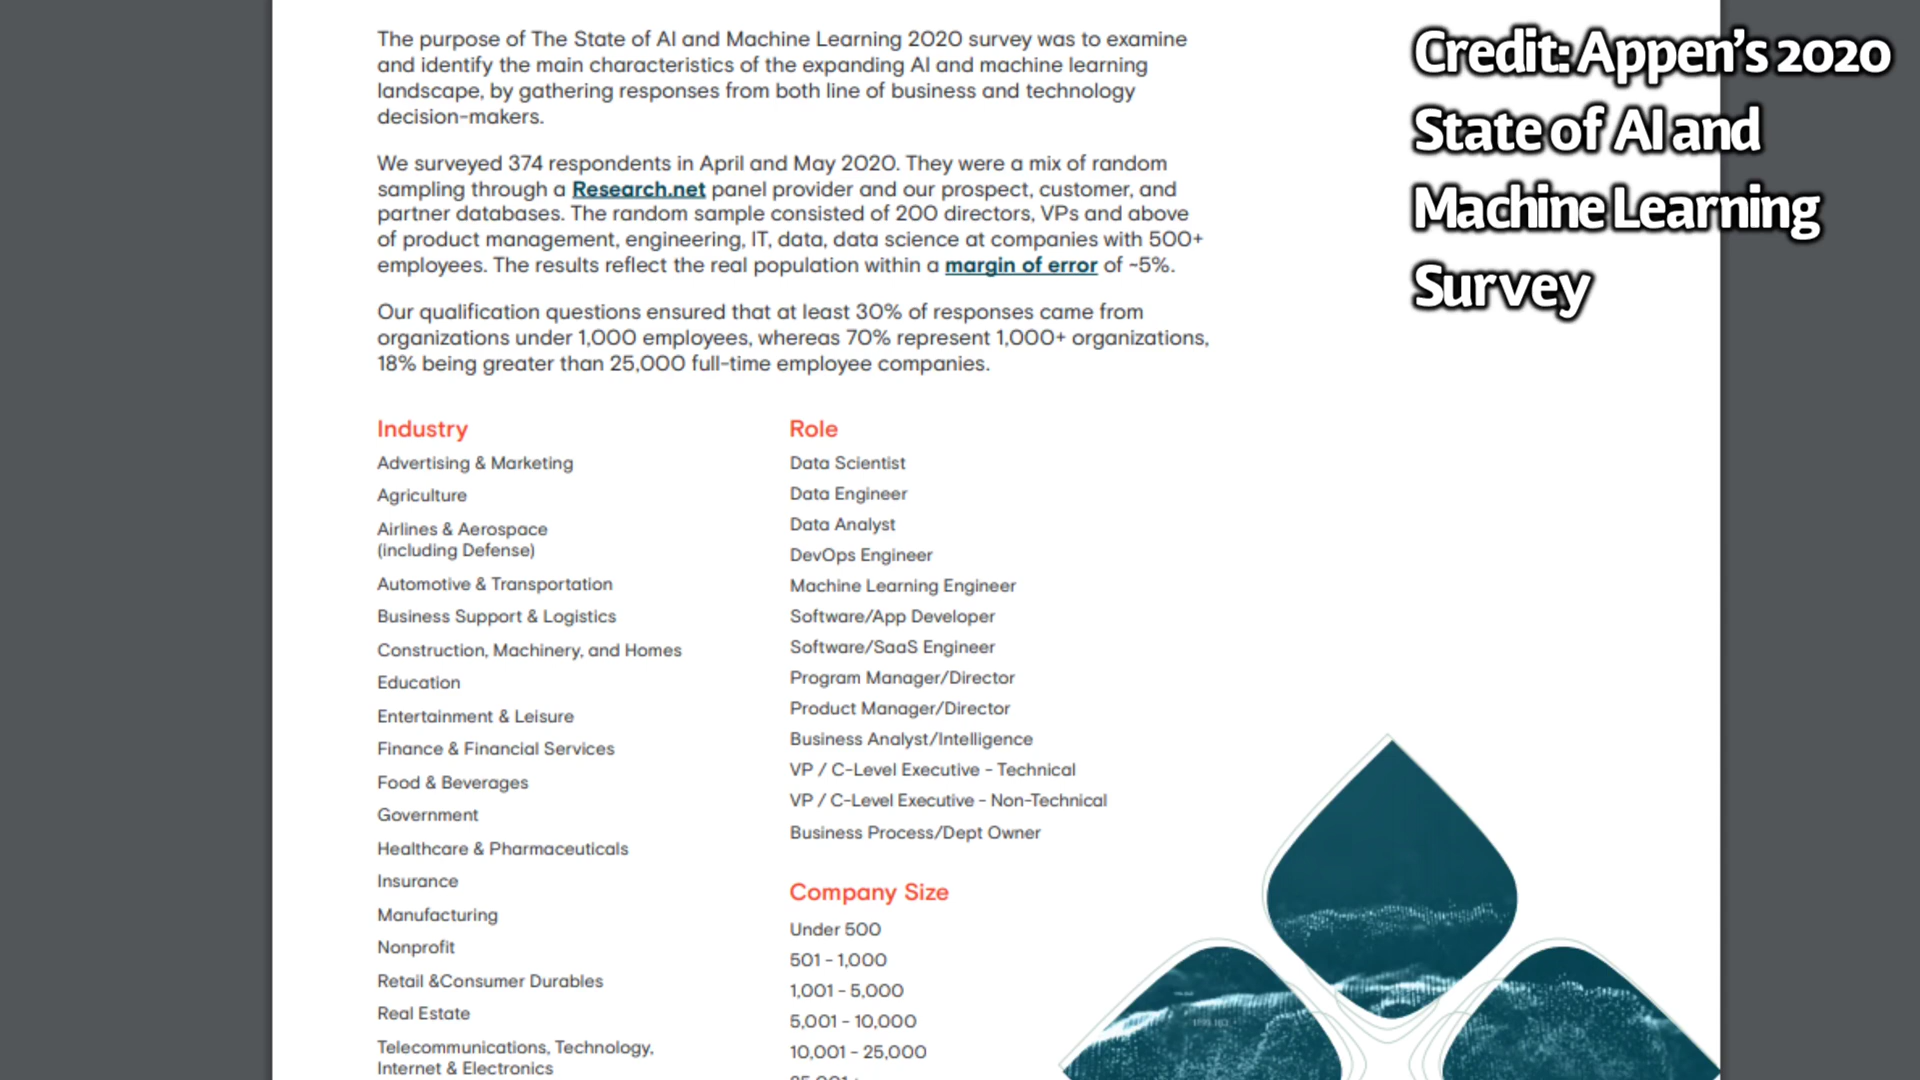 The purpose of The State of AI and Machine Learning 2020 survey was to examine
and identify the main characteristics of the expanding AI and machine learning
landscape, by gathering responses from both line of business and technology
decision-makers.
We surveyed 374 respondents in April and May 2020. They were a mix of random
sampling through a Research.net panel provider and our prospect, customer, and
partner databases. The random sample consisted of 200 directors, VPs and above
of product management, engineering, IT, data, data science at companies with 500+
employees. The results reflect the real population within a margin of error of ~5%.
Our qualification questions ensured that at least 30% of responses came from
organizations under 1,000 employees, whereas 70% represent 1,000+ organizations,
18% being greater than 25,000 full-time employee companies.
Credit: Appen's 2020
State of AI and
Machine Learning
Survey
Industry
Advertising & Marketing
Agriculture
Airlines & Aerospace
(including Defense)
Automotive & Transportation
Business Support & Logistics
Construction, Machinery, and Homes
Education
Entertainment & Leisure
Finance & Financial Services
Food & Beverages
Government
Healthcare & Pharmaceuticals
Insurance
Manufacturing
Nonprofit
Retail &Consumer Durables
Real Estate
Telecommunications, Technology,
Internet & Electronics
Role
Data Scientist
Data Engineer
Data Analyst
DevOps Engineer
Machine Learning Engineer
Software/App Developer
Software/SaaS Engineer
Program Manager/Director
Product Manager/Director
Business Analyst/Intelligence
VP / C-Level Executive - Technical
VP / C-Level Executive - Non-Technical
Business Process/Dept Owner
Company Size
Under 500
501 - 1,000
1,001 - 5,000
5,001 - 10,000
10,001 - 25,000